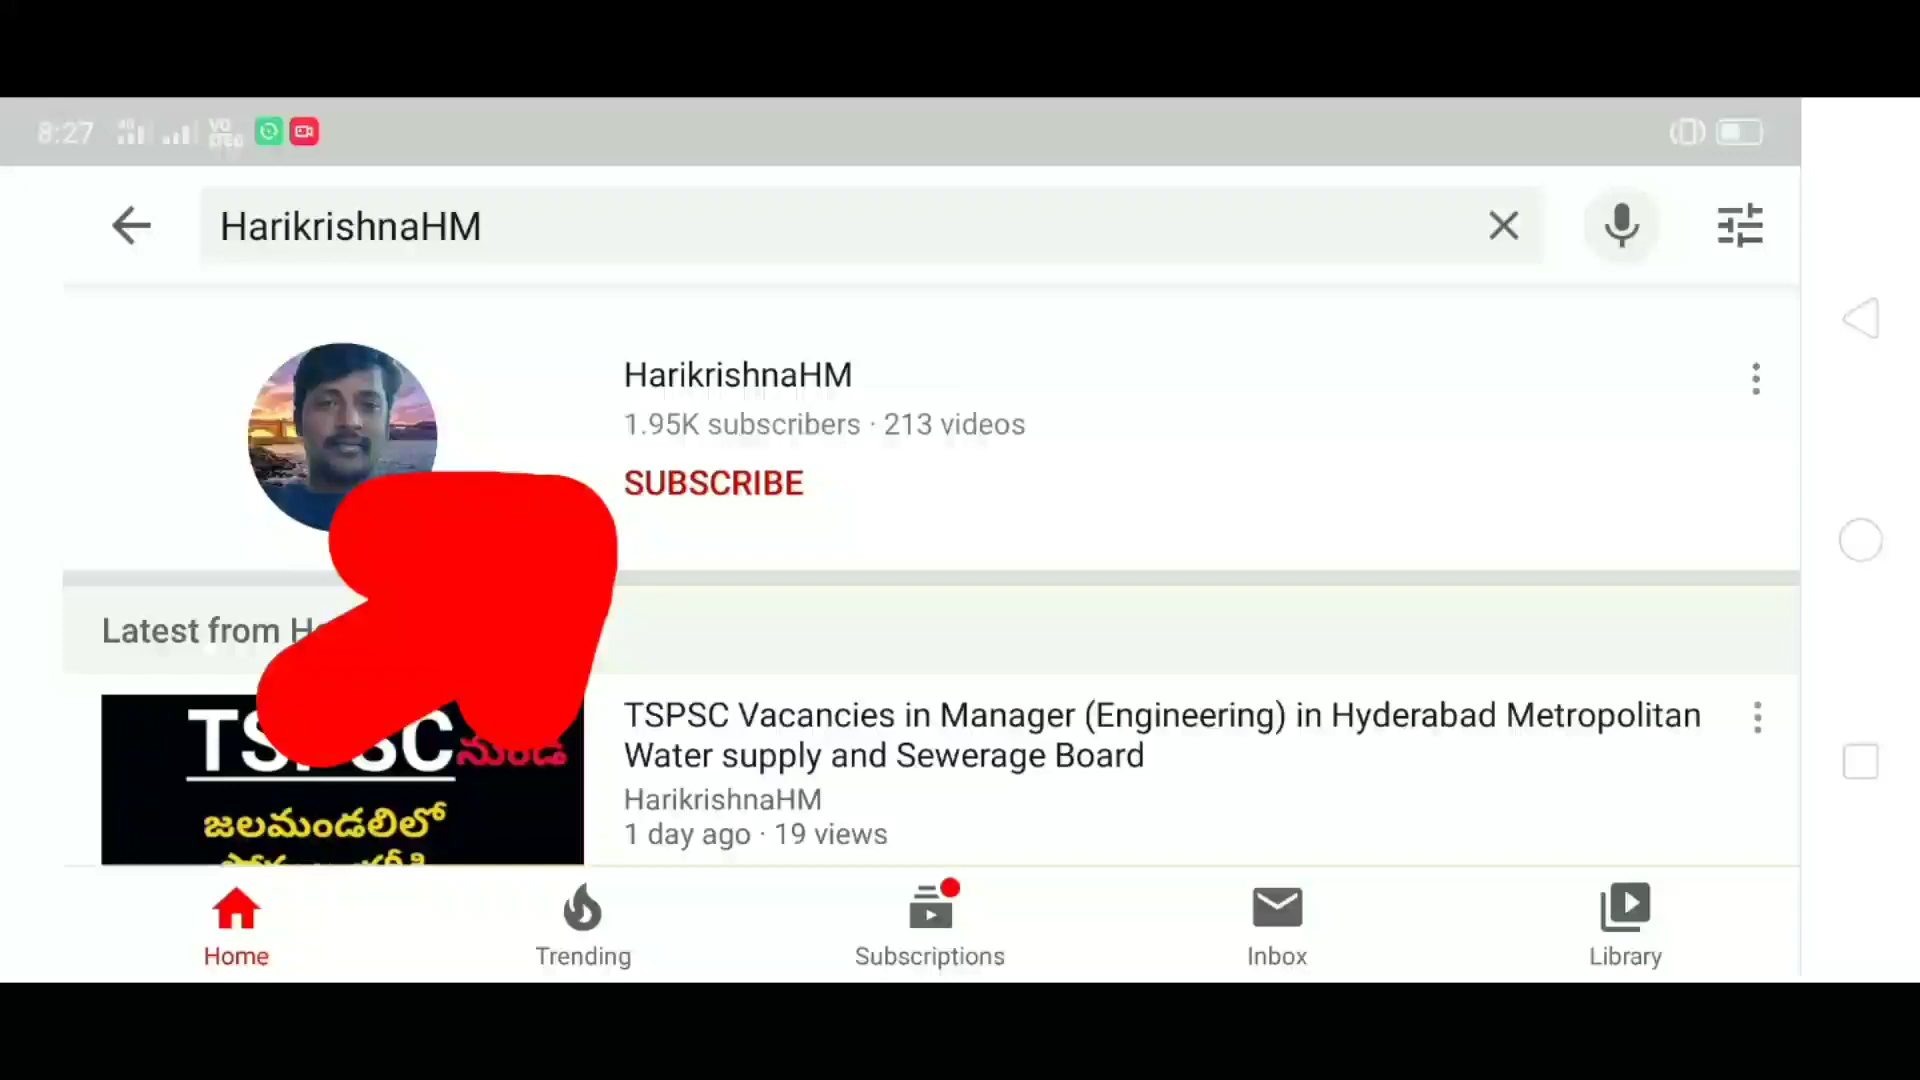 8:27
HarikrishnaHM
HarikrishnaHM
1.95K subscribers · 213 videos
SUBSCRIBE
Latest from
TSPSC Vacancies in Manager (Engineering) in Hyderabad Metropolitan
Water supply and Sewerage Board
HarikrishnaHM
1 day ago · 19 views
TSPSC నుండి
జలమండలిలో
Home
Trending
Subscriptions
Inbox
Library